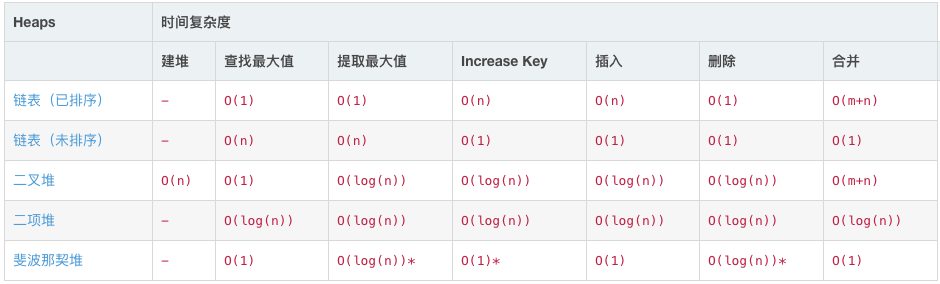 Heaps 时间复杂度
建堆 查找最大值 提取最大值 Increase Key 插入 删除 合并
链表（已排序） – O(1) O(1) O(n) O(n) O(1) O(m+n)
链表（未排序） – O(n) O(n) O(1) O(1) O(1) O(1)
二叉堆 O(n) O(1) O(log(n)) O(log(n)) O(log(n)) O(log(n)) O(m+n)
二项堆 – O(log(n)) O(log(n)) O(log(n)) O(log(n)) O(log(n)) O(log(n))
斐波那契堆 – O(1) O(log(n))* O(1)* O(1) O(log(n))* O(1)